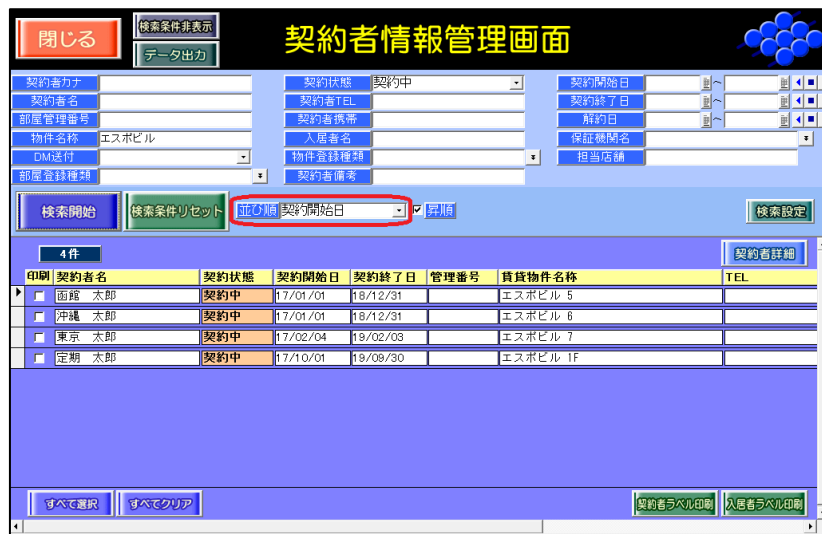 閉じる 検索条件非表示 契約者情報管理画面
データ出力
契約者カナ 契約状態 契約中 契約開始日 ~
契約者名 契約者TEL 契約終了日 ~
部屋管理番号 契約者携帯 解約日 ~
物件名称 エスポビル 入居者名 保証機関名
DM送付 物件登録種類 担当店舗
部屋登録種類 契約者備考
検索開始 検索条件リセット 並び順 契約開始日 昇順 検索設定
4件 契約者詳細
印刷 契約者名 契約状態 契約開始日 契約終了日 管理番号 賃貸物件名称 TEL
函館 太郎 契約中 17/01/01 18/12/31 エスポビル 5
沖縄 太郎 契約中 17/01/01 18/12/31 エスポビル 6
東京 太郎 契約中 17/02/04 19/02/03 エスポビル 7
定期 太郎 契約中 17/10/01 19/09/30 エスポビル 1F
すべて選択 すべてクリア 契約者ラベル印刷 入居者ラベル印刷